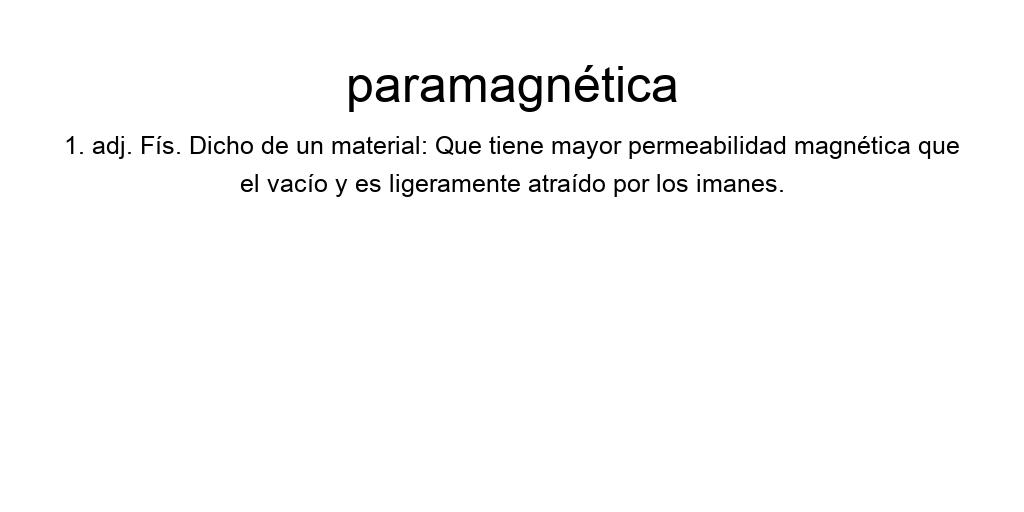 paramagnética
1. adj. Fís. Dicho de un material: Que tiene mayor permeabilidad magnética que
el vacío y es ligeramente atraído por los imanes.